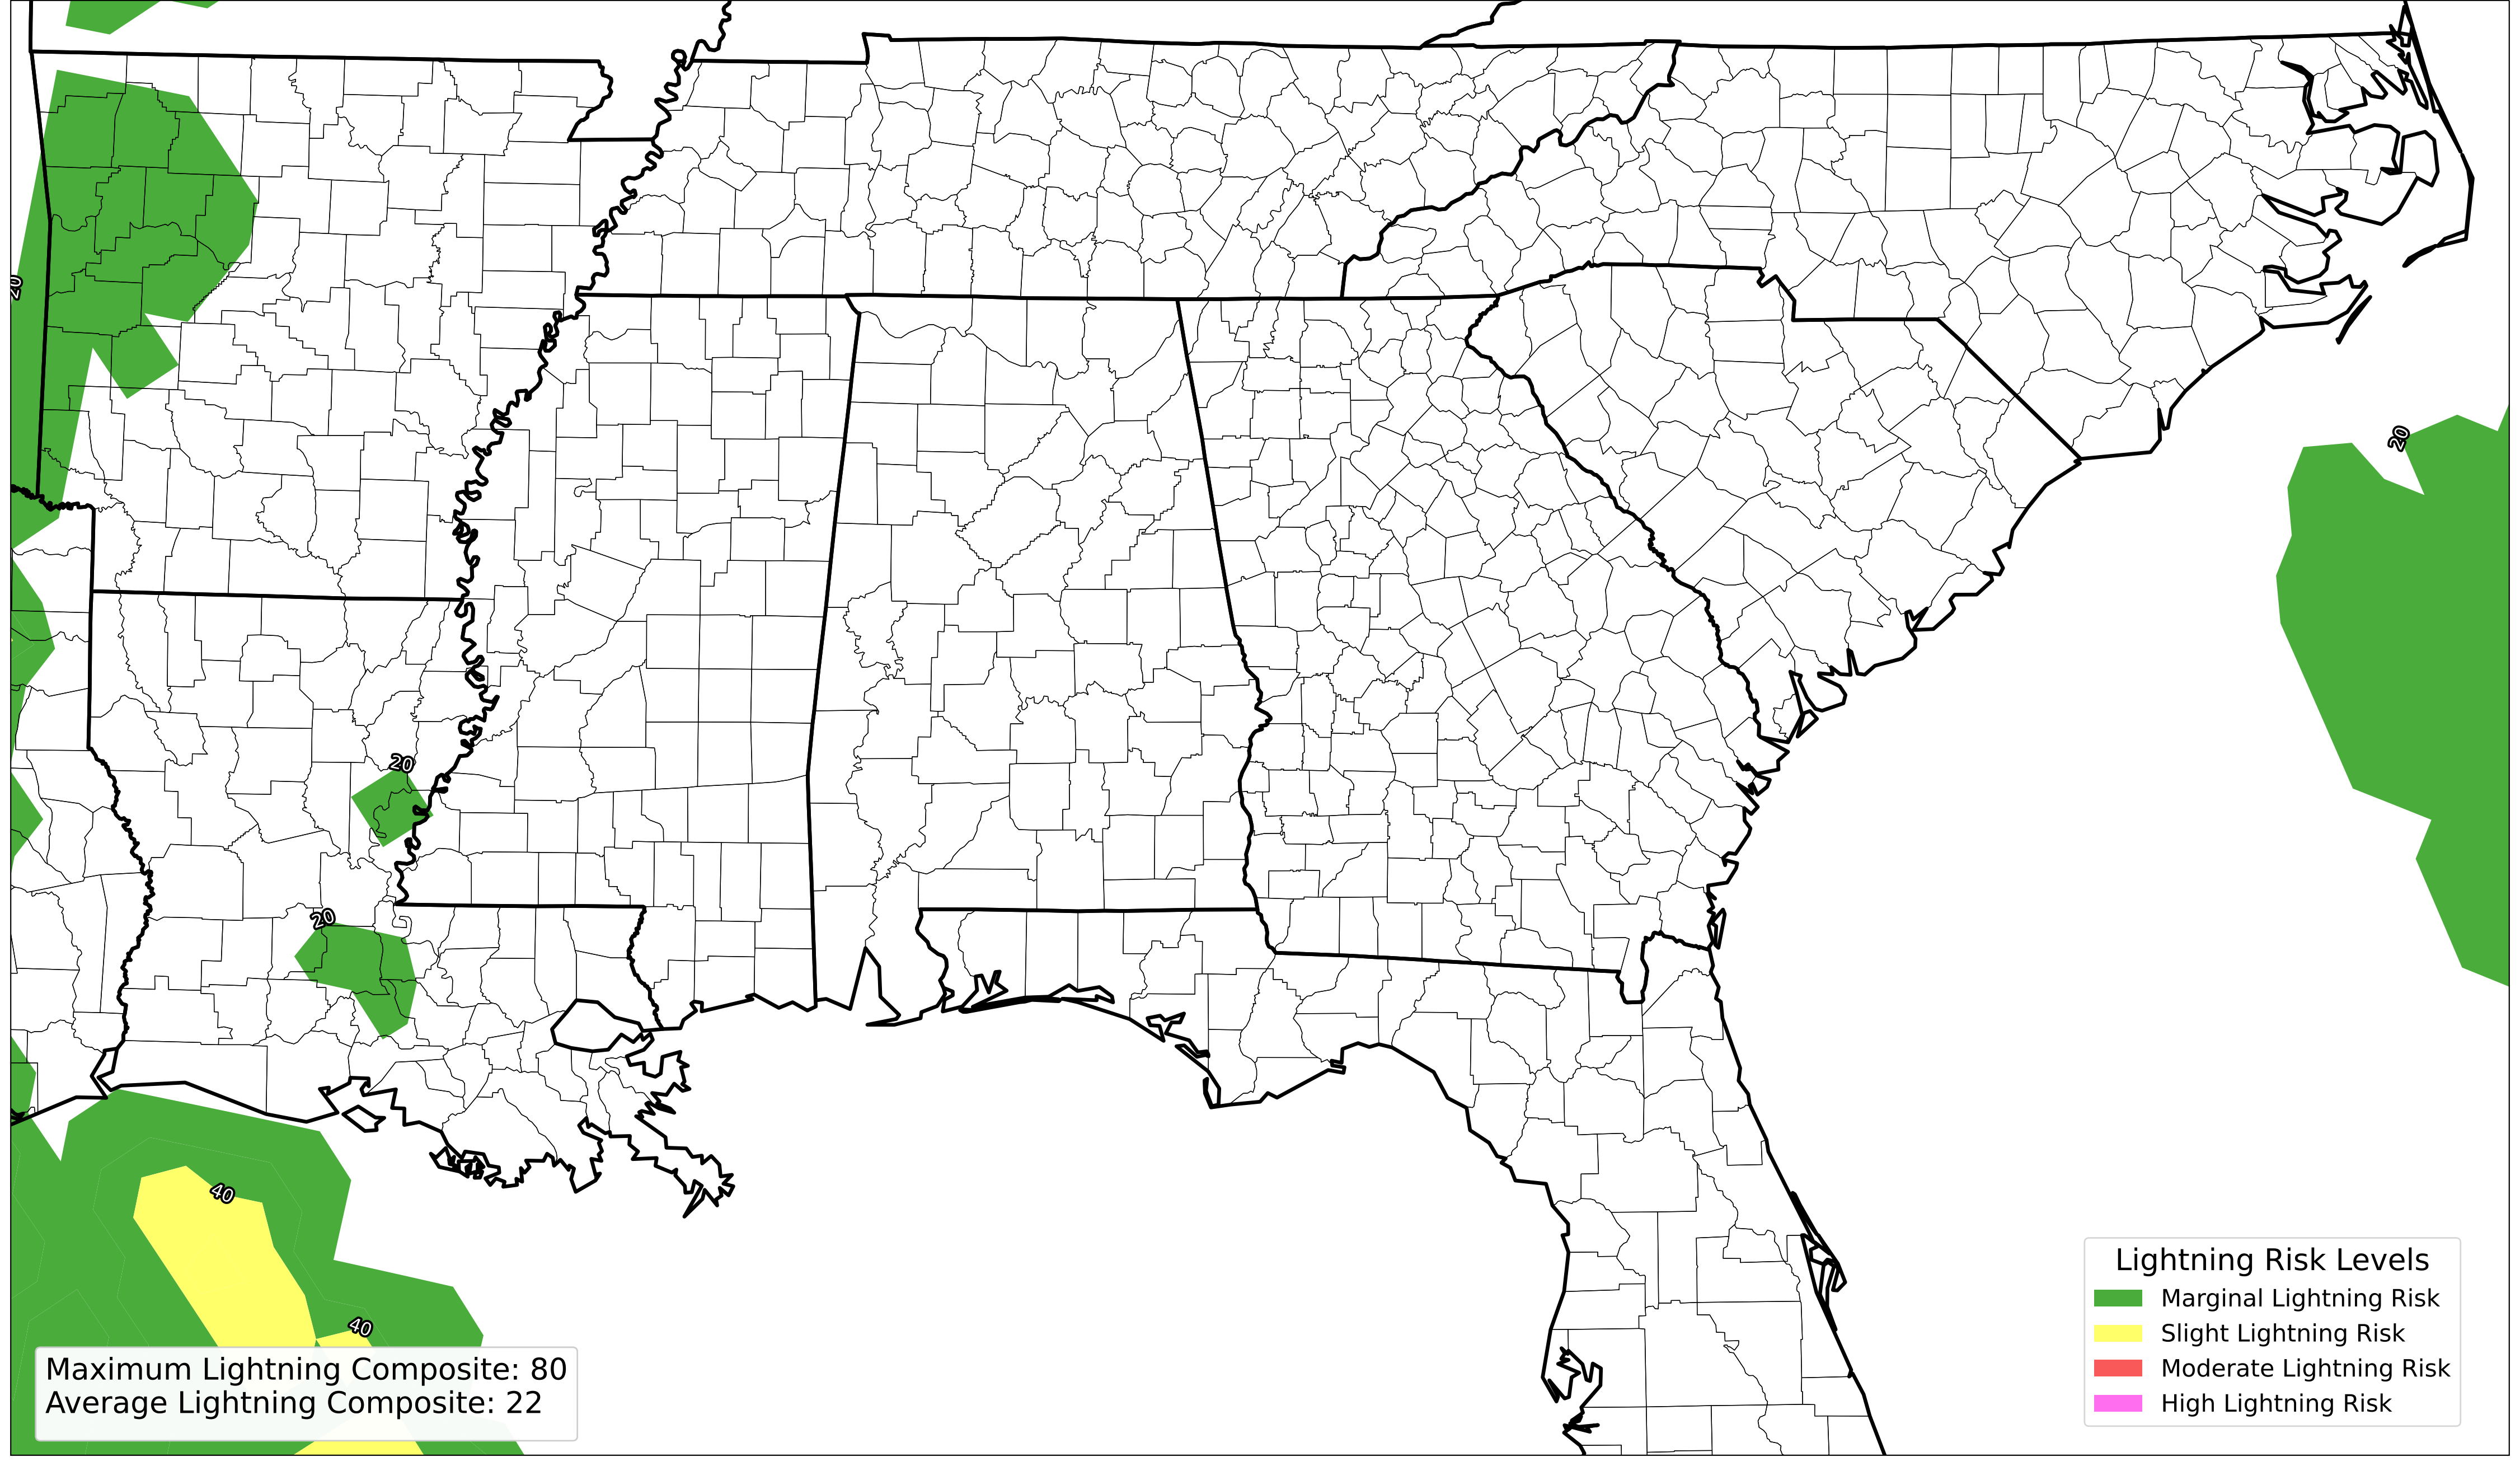 20
20
20
20
40
40
Maximum Lightning Composite: 80
Average Lightning Composite: 22
Lightning Risk Levels
Marginal Lightning Risk
Slight Lightning Risk
Moderate Lightning Risk
High Lightning Risk